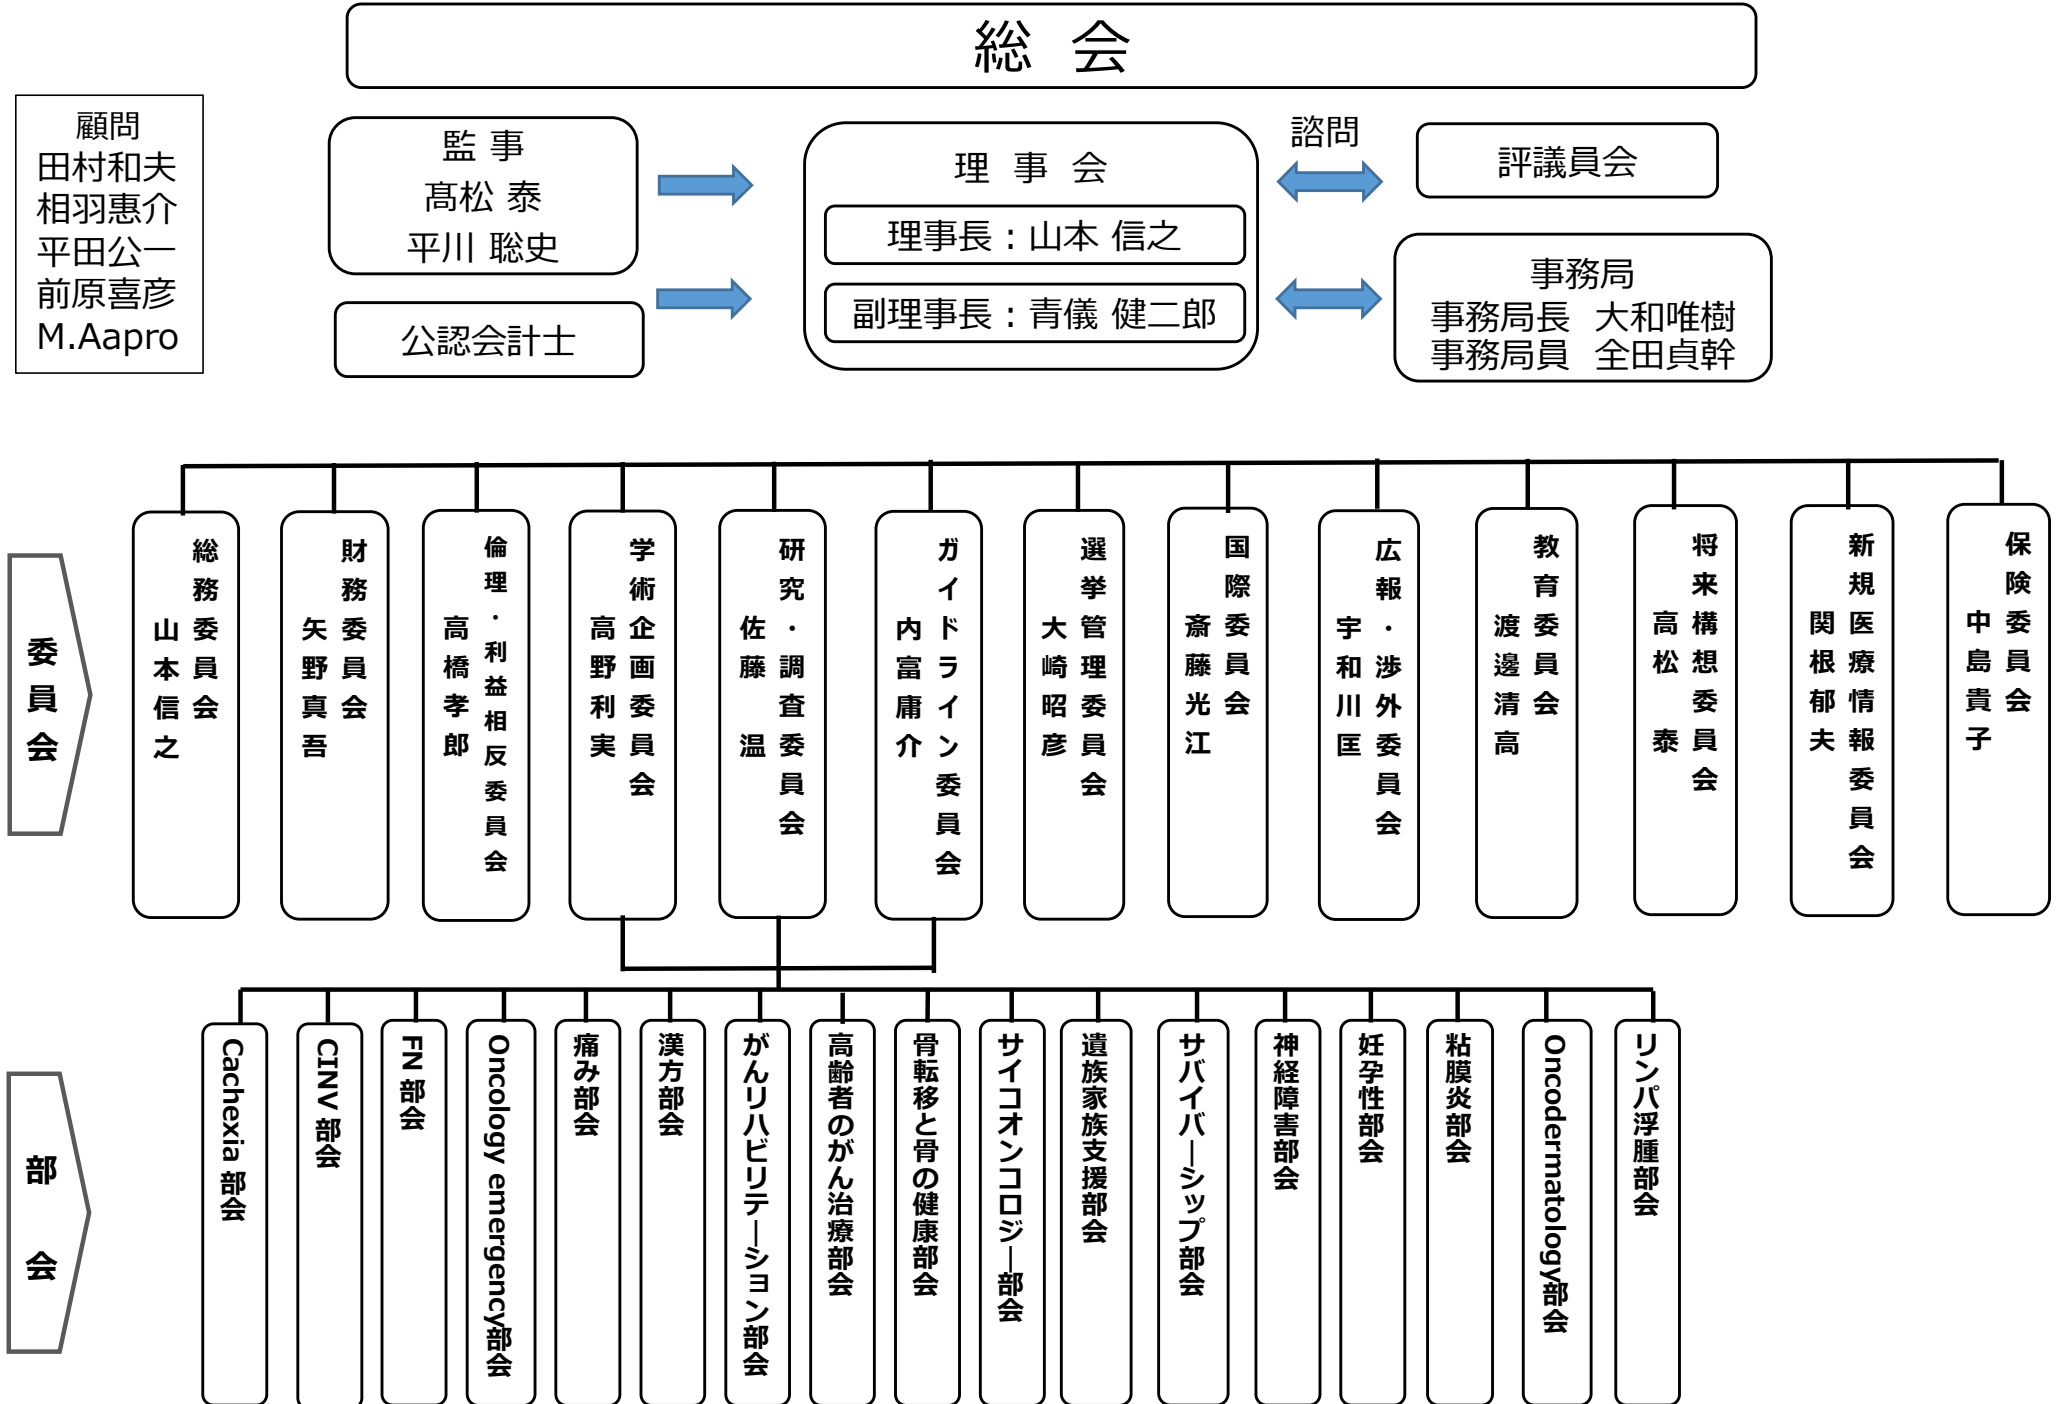 総 会
顧問
田村和夫
相羽惠介
平田公一
前原喜彦
M.Aapro
監 事
髙松 泰
平川 聡史
公認会計士
理 事 会
理事長：山本 信之
副理事長：青儀 健二郎
諮問
評議員会
事務局
事務局長 大和唯樹
事務局員 全田貞幹
委員会
総務委員会
山本信之
財務委員会
矢野真吾
倫理・利益相反委員会
高橋孝郎
学術企画委員会
高野利実
研究・調査委員会
佐藤 温
ガイドライン委員会
内富庸介
選挙管理委員会
大崎昭彦
国際委員会
斎藤光江
広報・渉外委員会
宇和川匡
教育委員会
渡邊清高
将来構想委員会
高松 泰
新規医療情報委員会
関根郁夫
保険委員会
中島貴子
部会
Cachexia 部会
CINV 部会
FN 部会
Oncology emergency部会
痛み部会
漢方部会
がんリハビリテーション部会
高齢者のがん治療部会
骨転移と骨の健康部会
サイコオンコロジー部会
遺族家族支援部会
サバイバーシップ部会
神経障害部会
妊孕性部会
粘膜炎部会
Oncodermatology部会
リンパ浮腫部会